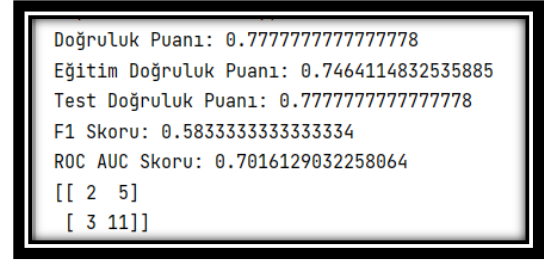 Doğruluk Puanı: 0.7777777777777778
Eğitim Doğruluk Puanı: 0.7464114832535885
Test Doğruluk Puanı: 0.7777777777777778
F1 Skoru: 0.5833333333333334
ROC AUC Skoru: 0.7016129032258064
[[ 2  5]
 [ 3 11]]